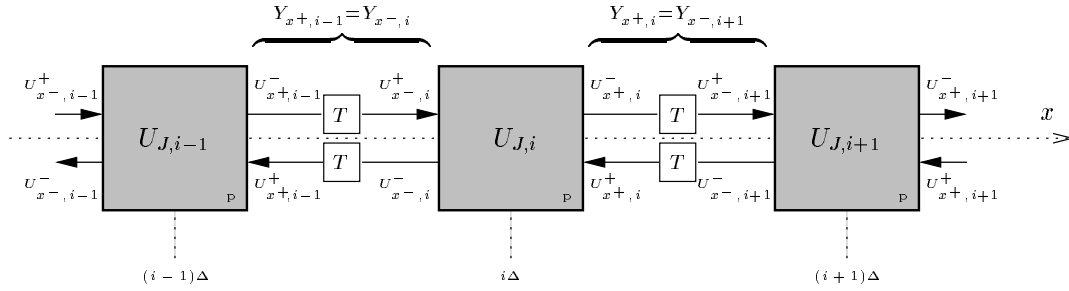 Y_{x+,i−1}=Y_{x−,i} Y_{x+,i}=Y_{x−,i+1}
U^+_{x−,i−1} U^−_{x+,i−1} U^+_{x−,i} U^−_{x+,i} U^+_{x−,i+1} U^−_{x+,i+1}
T T
x
U_{J,i−1} U_{J,i} U_{J,i+1}
T T
U^−_{x−,i−1} U^+_{x+,i−1} U^−_{x−,i} U^+_{x+,i} U^−_{x−,i+1} U^+_{x+,i+1}
p p p
(i − 1)Δ iΔ (i + 1)Δ